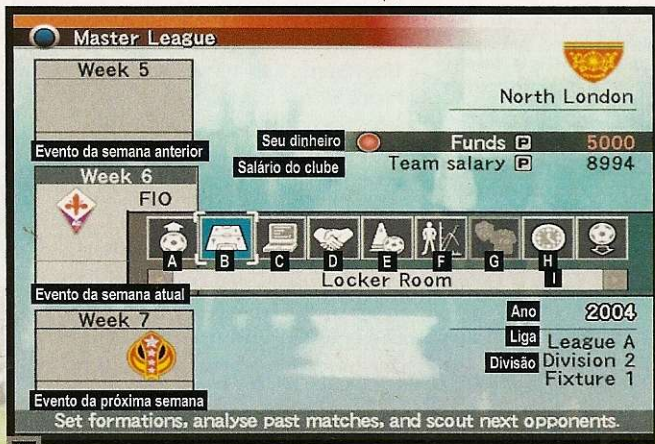 Master League
Week 5
North London
Evento da semana anterior
Seu dinheiro Funds P 5000
Salário do clube Team salary P 8994
Week 6
FIO
A B C D E F G H
Locker Room I
Evento da semana atual
Week 7
Ano 2004
Liga League A
Divisão Division 2
Fixture 1
Evento da próxima semana
Set formations, analyse past matches, and scout next opponents.